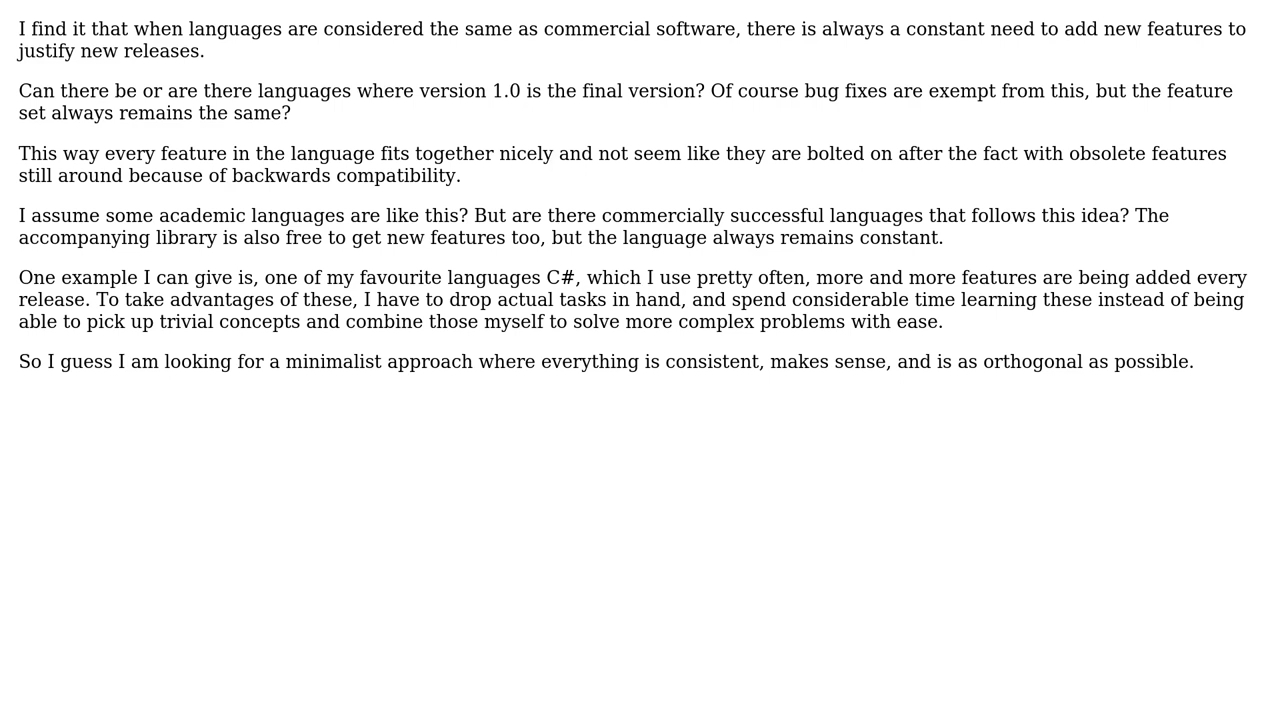 I find it that when languages are considered the same as commercial software, there is always a constant need to add new features to
justify new releases.
Can there be or are there languages where version 1.0 is the final version? Of course bug fixes are exempt from this, but the feature
set always remains the same?
This way every feature in the language fits together nicely and not seem like they are bolted on after the fact with obsolete features
still around because of backwards compatibility.
I assume some academic languages are like this? But are there commercially successful languages that follows this idea? The
accompanying library is also free to get new features too, but the language always remains constant.
One example I can give is, one of my favourite languages C#, which I use pretty often, more and more features are being added every
release. To take advantages of these, I have to drop actual tasks in hand, and spend considerable time learning these instead of being
able to pick up trivial concepts and combine those myself to solve more complex problems with ease.
So I guess I am looking for a minimalist approach where everything is consistent, makes sense, and is as orthogonal as possible.